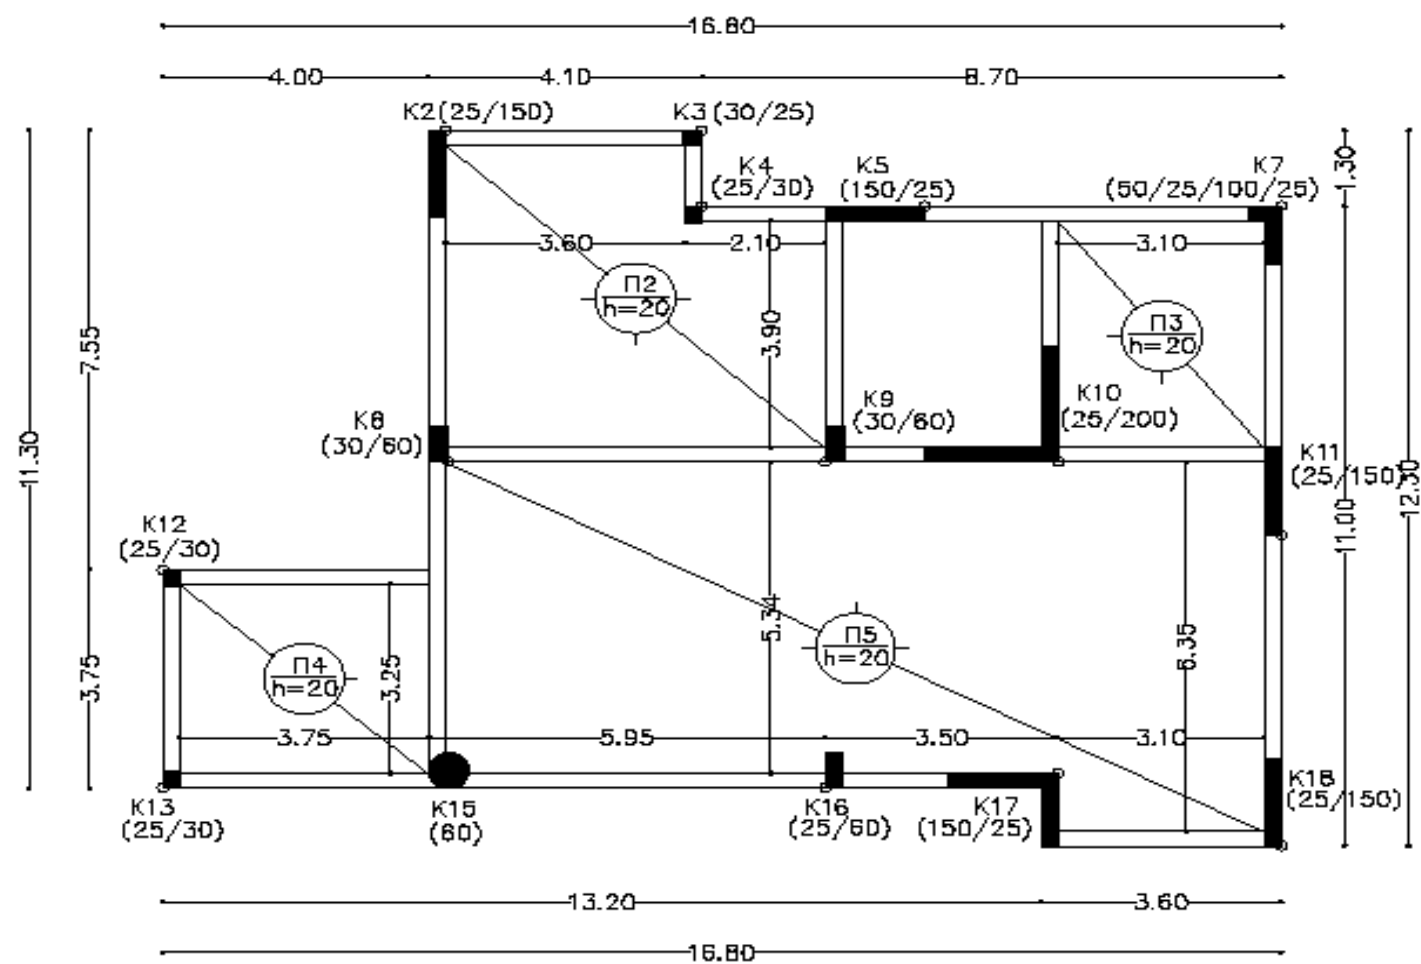 16.80
4.00 4.10 8.70
K2(25/150) K3(30/25)
K4
(25/30)
K5
(150/25)
K7
(50/25/100/25)
1.30
3.60 2.10 3.10
Π2
h=20
Π3
h=20
3.90
7.55
11.30
K8
(30/60)
K9
(30/60)
K10
(25/200)
K11
(25/150)
12.30
11.00
K12
(25/30)
5.34
Π5
h=20
6.35
Π4
h=20
3.25
3.75
3.75 5.95 3.50 3.10
K13
(25/30)
K15
(60)
K16
(25/60)
K17
(150/25)
K18
(25/150)
13.20 3.60
16.80